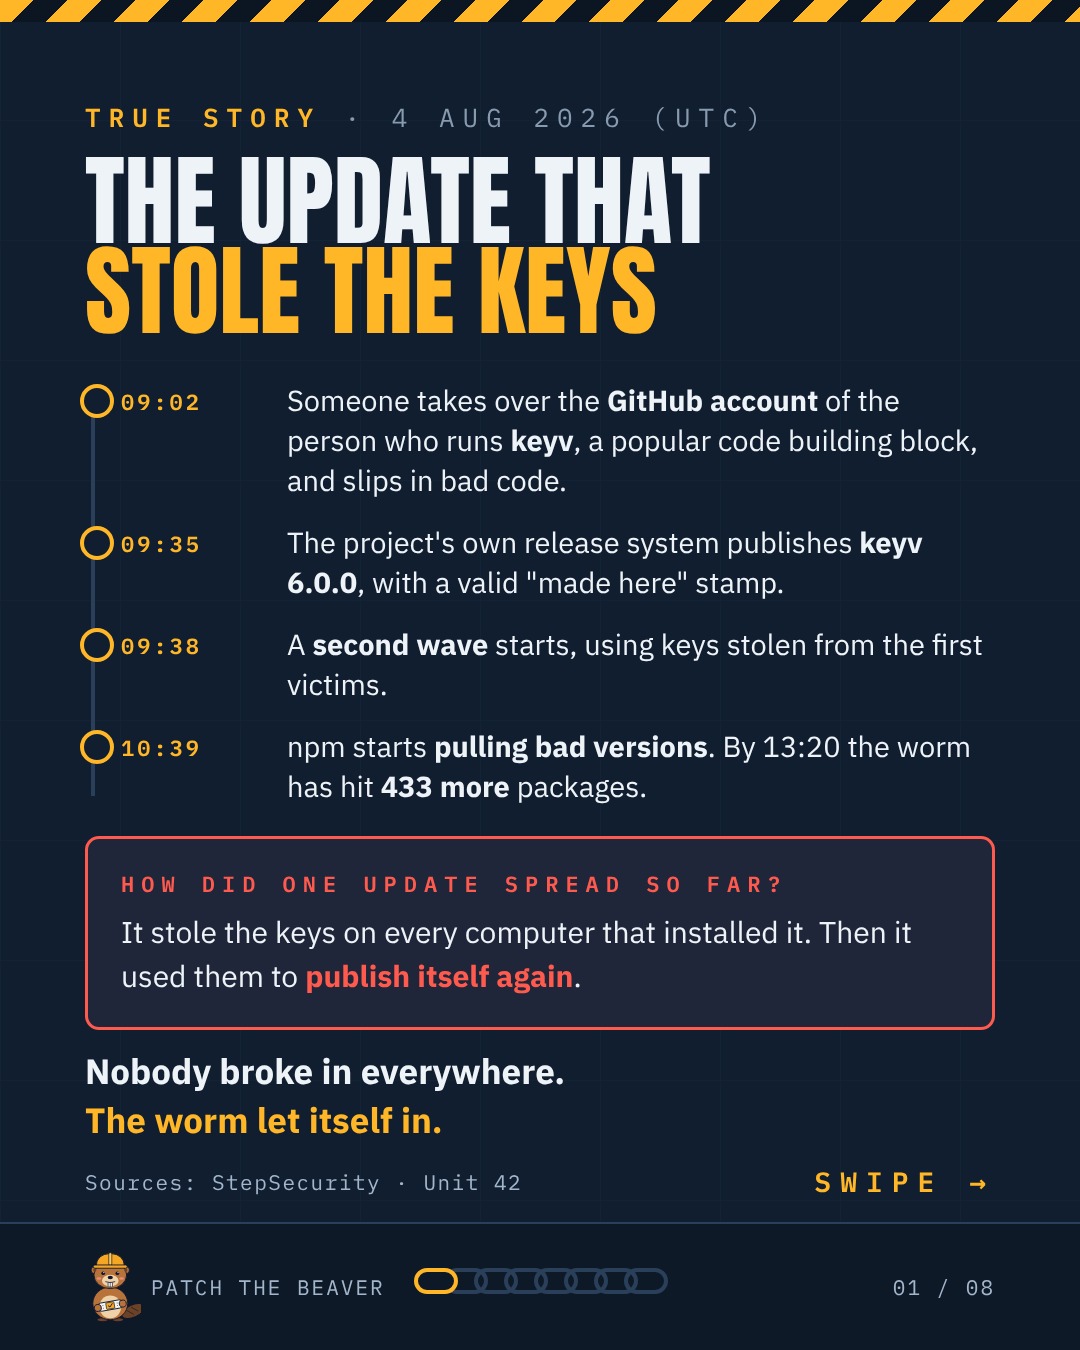 TRUE STORY · 4 AUG 2026 (UTC)
THE UPDATE THAT
STOLE THE KEYS
09:02
Someone takes over the GitHub account of the
person who runs keyv, a popular code building block,
and slips in bad code.
09:35
The project's own release system publishes keyv
6.0.0, with a valid "made here" stamp.
09:38
A second wave starts, using keys stolen from the first
victims.
10:39
npm starts pulling bad versions. By 13:20 the worm
has hit 433 more packages.
HOW DID ONE UPDATE SPREAD SO FAR?
It stole the keys on every computer that installed it. Then it
used them to publish itself again.
Nobody broke in everywhere.
The worm let itself in.
Sources: StepSecurity · Unit 42
SWIPE →
PATCH THE BEAVER
01 / 08